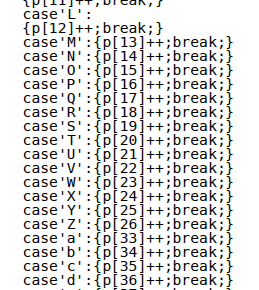 {p[11]++;break;}
case'L':
{p[12]++;break;}
case'M':{p[13]++;break;}
case'N':{p[14]++;break;}
case'O':{p[15]++;break;}
case'P':{p[16]++;break;}
case'Q':{p[17]++;break;}
case'R':{p[18]++;break;}
case'S':{p[19]++;break;}
case'T':{p[20]++;break;}
case'U':{p[21]++;break;}
case'V':{p[22]++;break;}
case'W':{p[23]++;break;}
case'X':{p[24]++;break;}
case'Y':{p[25]++;break;}
case'Z':{p[26]++;break;}
case'a':{p[33]++;break;}
case'b':{p[34]++;break;}
case'c':{p[35]++;break;}
case'd':{p[36]++;break;}